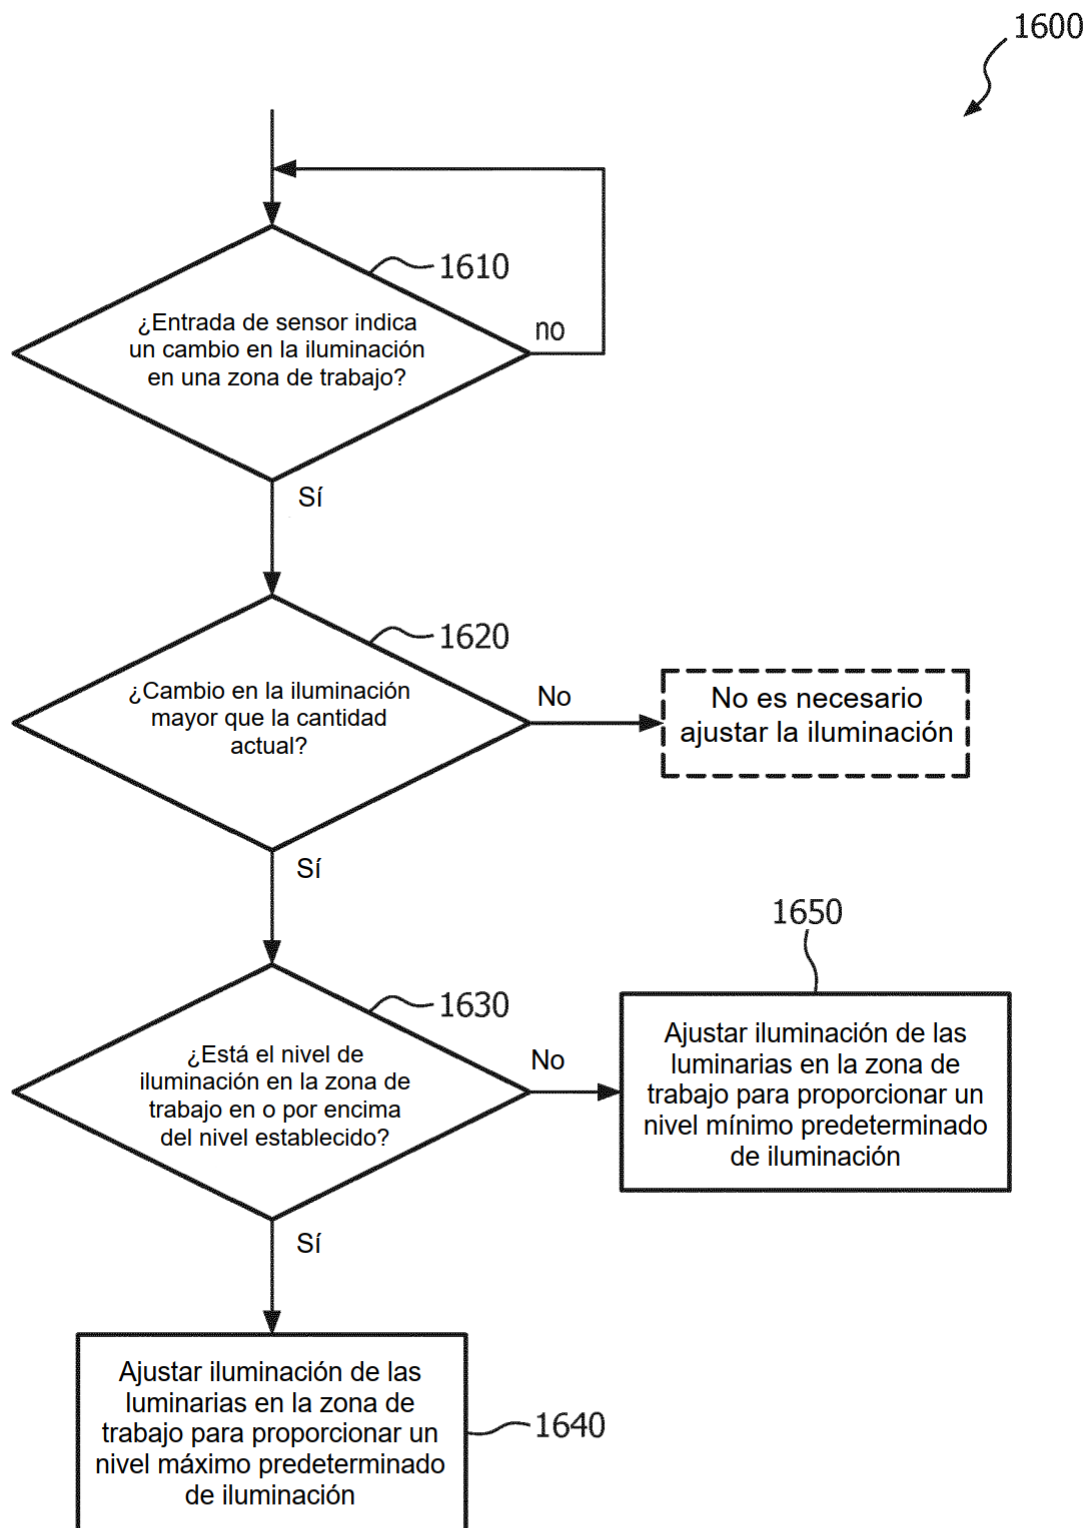 1600
1610
¿Entrada de sensor indica
un cambio en la iluminación
en una zona de trabajo?
no
Sí
1620
¿Cambio en la iluminación
mayor que la cantidad
actual?
No
No es necesario
ajustar la iluminación
Sí
1630
¿Está el nivel de
iluminación en la zona de
trabajo en o por encima
del nivel establecido?
No
1650
Ajustar iluminación de las
luminarias en la zona de
trabajo para proporcionar un
nivel mínimo predeterminado
de iluminación
Sí
Ajustar iluminación de las
luminarias en la zona de
trabajo para proporcionar un
nivel máximo predeterminado
de iluminación
1640